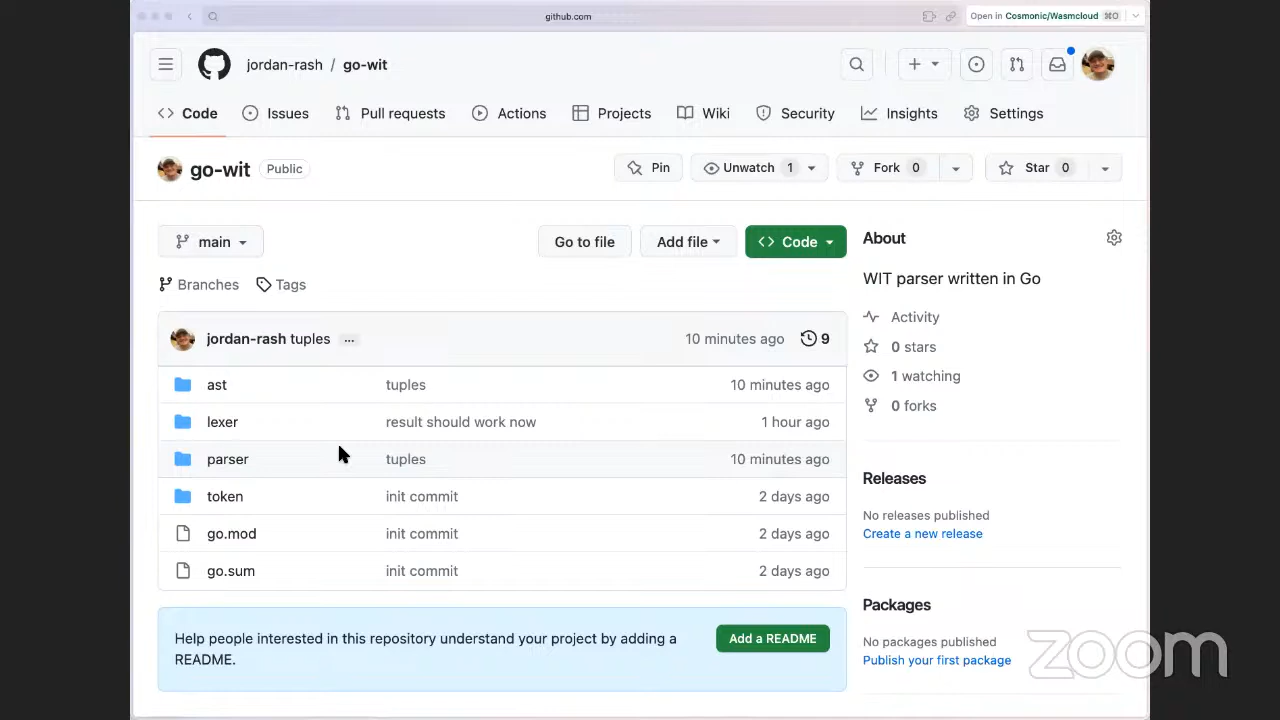 github.com
Open in Cosmonic/Wasmcloud ⌘O
jordan-rash / go-wit
Code Issues Pull requests Actions Projects Wiki Security Insights Settings
go-wit Public Pin Unwatch 1 Fork 0 Star 0
main Go to file Add file Code
Branches Tags
jordan-rash tuples ... 10 minutes ago 9
ast tuples 10 minutes ago
lexer result should work now 1 hour ago
parser tuples 10 minutes ago
token init commit 2 days ago
go.mod init commit 2 days ago
go.sum init commit 2 days ago
Help people interested in this repository understand your project by adding a
README.
Add a README
About
WIT parser written in Go
Activity
0 stars
1 watching
0 forks
Releases
No releases published
Create a new release
Packages
No packages published
Publish your first package
zoom